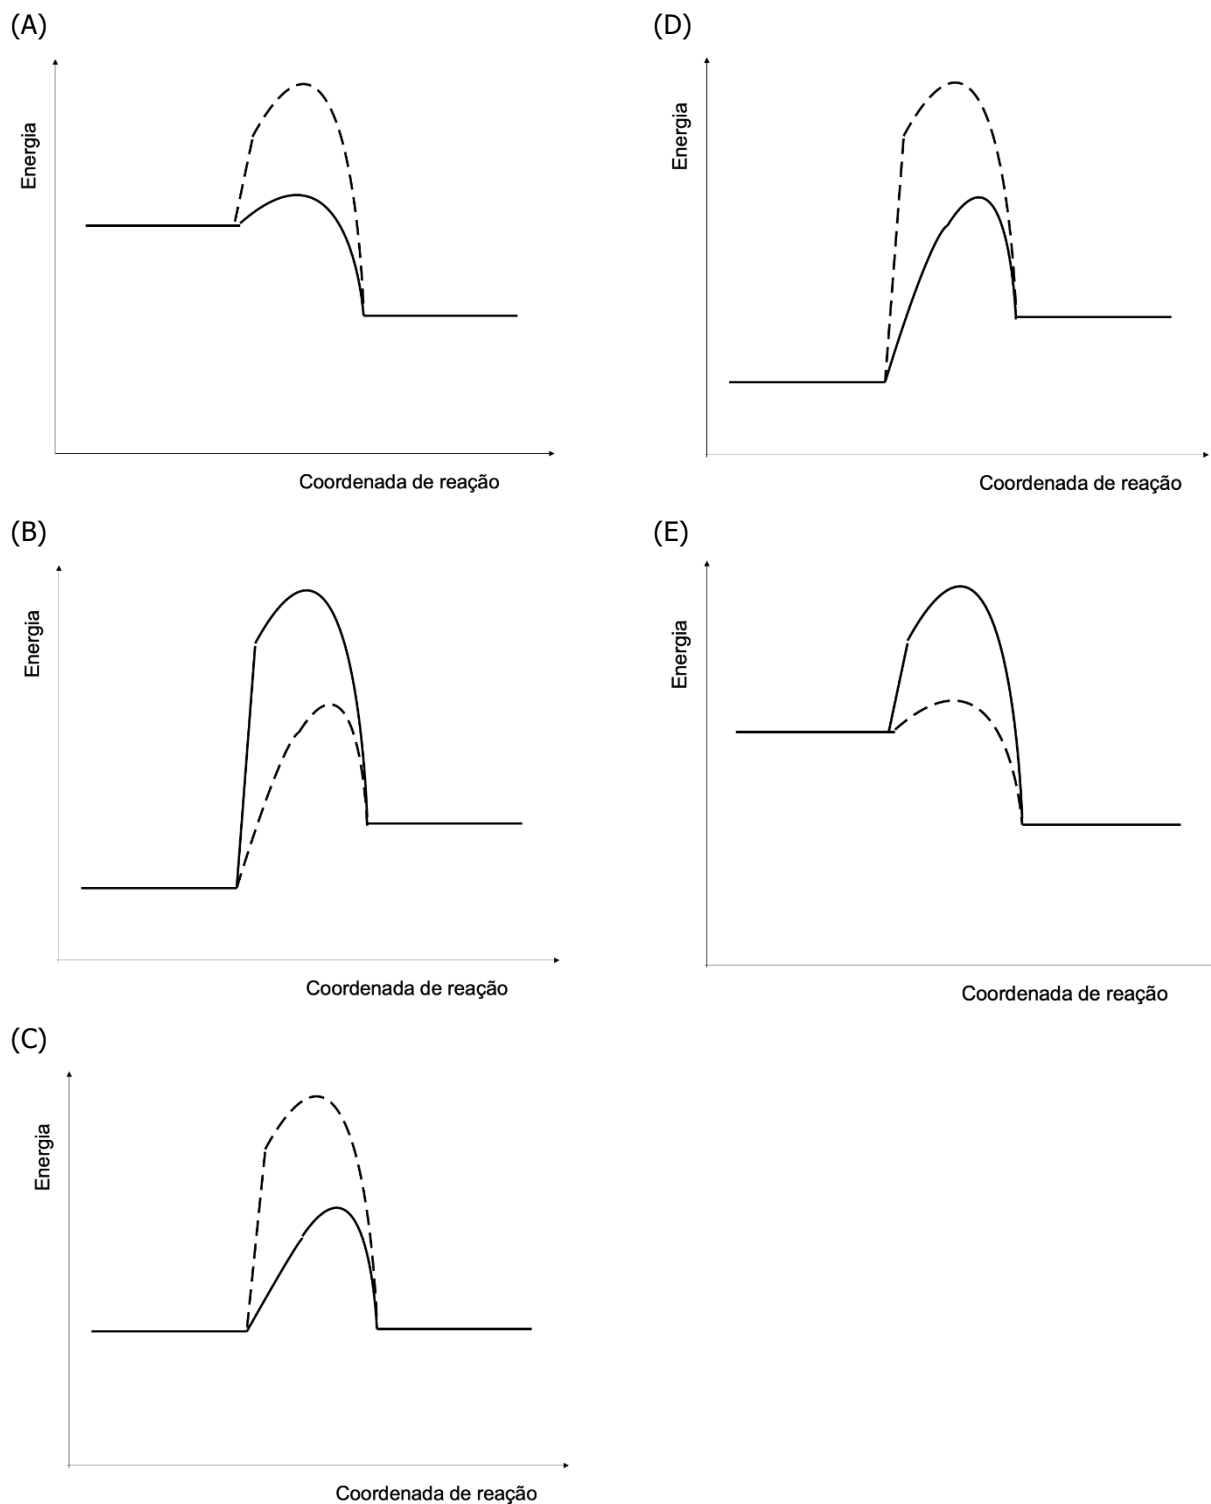 (A)
Energia
Coordenada de reação
(B)
Energia
Coordenada de reação
(C)
Energia
Coordenada de reação
(D)
Energia
Coordenada de reação
(E)
Energia
Coordenada de reação